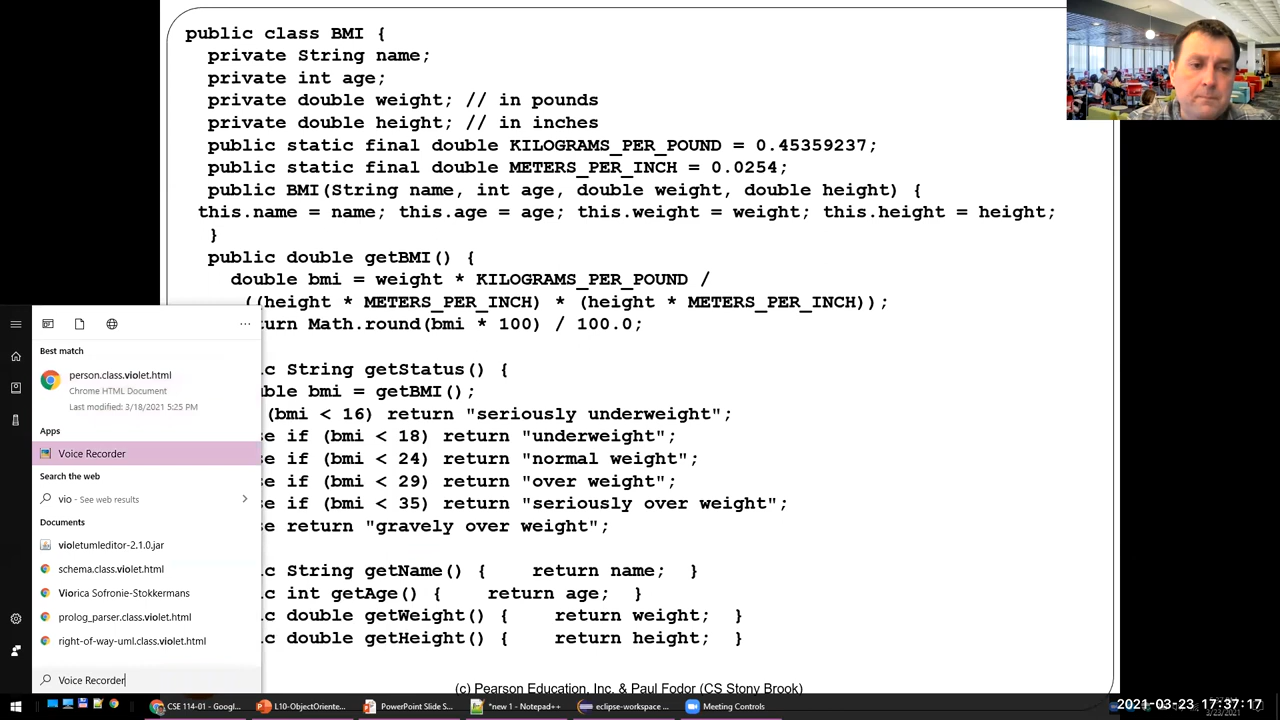 public class BMI {
private String name;
private int age;
private double weight; // in pounds
private double height; // in inches
public static final double KILOGRAMS_PER_POUND = 0.45359237;
public static final double METERS_PER_INCH = 0.0254;
public BMI(String name, int age, double weight, double height) {
this.name = name; this.age = age; this.weight = weight; this.height = height;
}
public double getBMI() {
double bmi = weight * KILOGRAMS_PER_POUND /
((height * METERS_PER_INCH) * (height * METERS_PER_INCH));
urn Math.round(bmi * 100) / 100.0;
c String getStatus() {
uble bmi = getBMI();
(bmi < 16) return "seriously underweight";
se if (bmi < 18) return "underweight";
se if (bmi < 24) return "normal weight";
se if (bmi < 29) return "over weight";
se if (bmi < 35) return "seriously over weight";
se return "gravely over weight";
c String getName() { return name; }
c int getAge() { return age; }
c double getWeight() { return weight; }
c double getHeight() { return height; }
(c) Pearson Education, Inc. & Paul Fodor (CS Stony Brook)
Best match
person.class.violet.html
Chrome HTML Document
Last modified: 3/18/2021 5:25 PM
Apps
Voice Recorder
Search the web
vio - See web results
Documents
violetumleditor-2.1.0.jar
schema.class.violet.html
Viorica Sofronie-Stokkermans
prolog_parser.class.violet.html
right-of-way-uml.class.violet.html
Voice Recorder
CSE 114-01 - Googl...
L10-ObjectOriente...
PowerPoint Slide S...
*new 1 - Notepad++
eclipse-workspace ...
Meeting Controls
2021-03-23 17:37:17